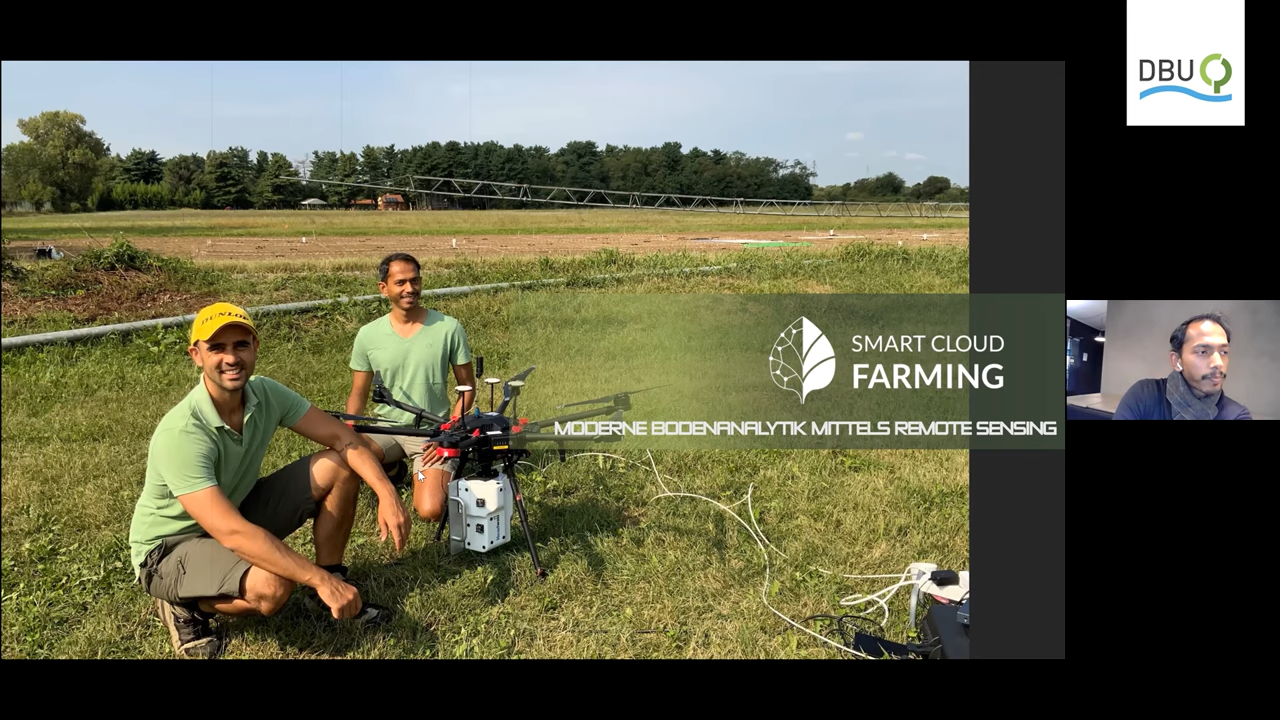 DBU
DUNLOP
SMART CLOUD
FARMING
MODERNE BODENANALYTIK MITTELS REMOTE SENSING